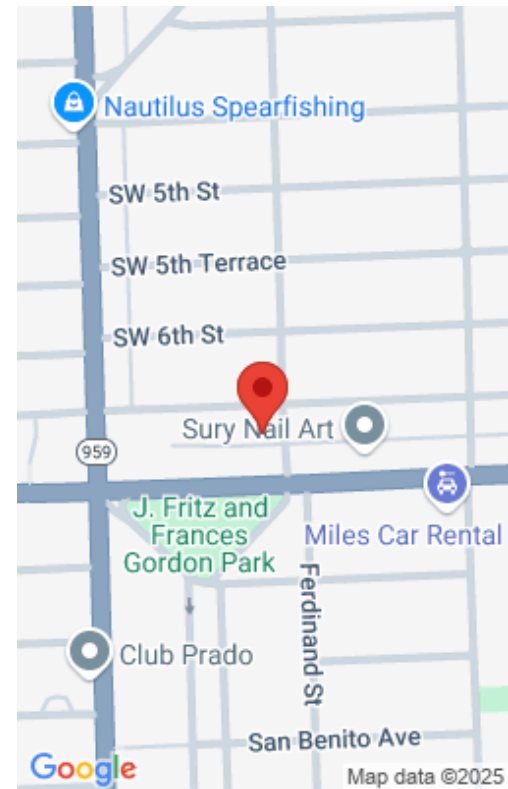 Nautilus Spearfishing
SW 5th St
SW 5th Terrace
SW 6th St
Sury Nail Art
959
J. Fritz and
Frances
Gordon Park
Miles Car Rental
Ferdinand St
Club Prado
San Benito Ave
Google
Map data ©2025